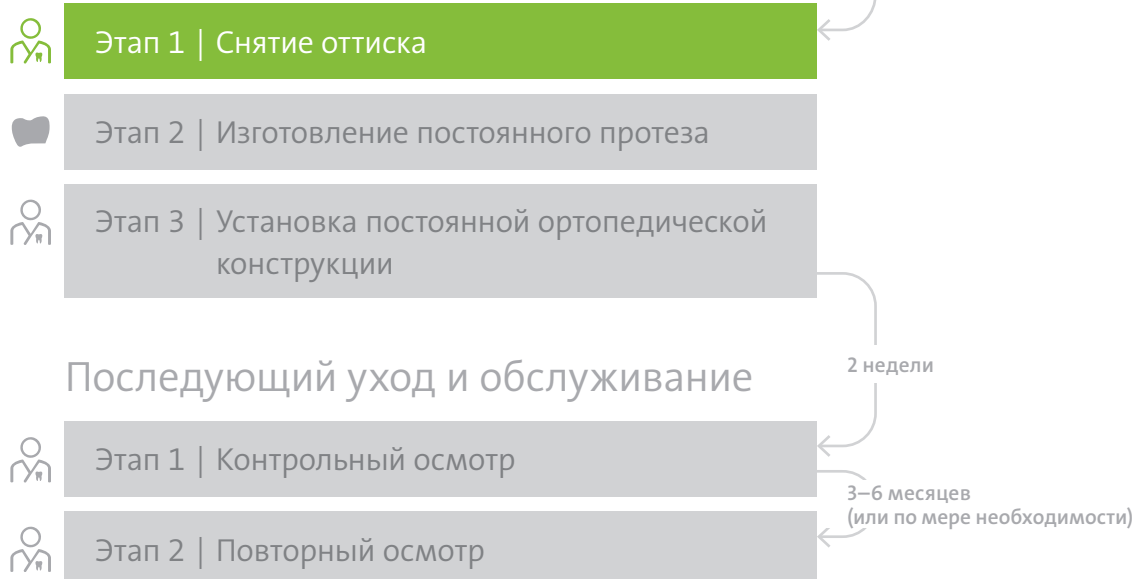 Этап 1 | Снятие оттиска
Этап 2 | Изготовление постоянного протеза
Этап 3 | Установка постоянной ортопедической
конструкции
2 недели
Последующий уход и обслуживание
Этап 1 | Контрольный осмотр
3–6 месяцев
(или по мере необходимости)
Этап 2 | Повторный осмотр